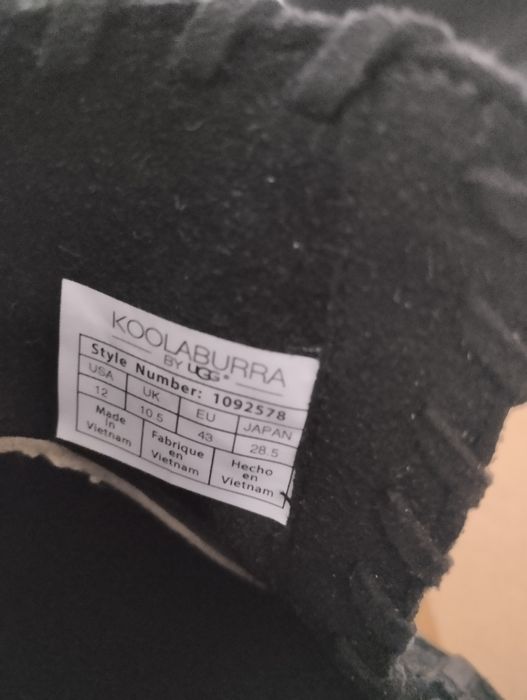 KOOLABURRA
BY UGG®
Style Number: 1092578
USA UK EU JAPAN
12 10.5 43 28.5
Made in Vietnam
Fabriqué en Vietnam
Hecho en Vietnam